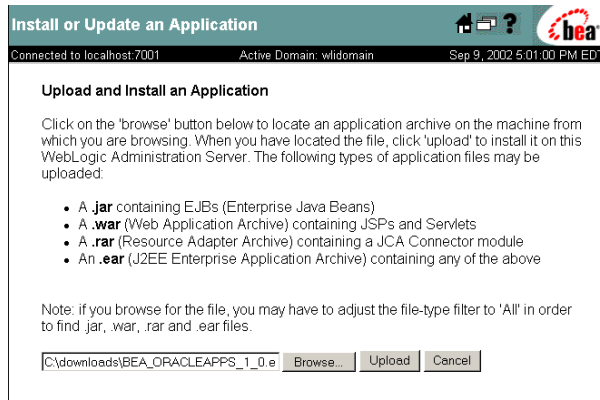 Install or Update an Application
?
bea
Connected to localhost:7001 Active Domain: wlidomain Sep 9, 2002 5:01:00 PM ED
Upload and Install an Application
Click on the 'browse' button below to locate an application archive on the machine from
which you are browsing. When you have located the file, click 'upload' to install it on this
WebLogic Administration Server. The following types of application files may be
uploaded:
• A .jar containing EJBs (Enterprise Java Beans)
• A .war (Web Application Archive) containing JSPs and Servlets
• A .rar (Resource Adapter Archive) containing a JCA Connector module
• An .ear (J2EE Enterprise Application Archive) containing any of the above
Note: if you browse for the file, you may have to adjust the file-type filter to 'All' in order
to find .jar, .war, .rar and .ear files.
C:\downloads\BEA_ORACLEAPPS_1_0.e Browse... Upload Cancel